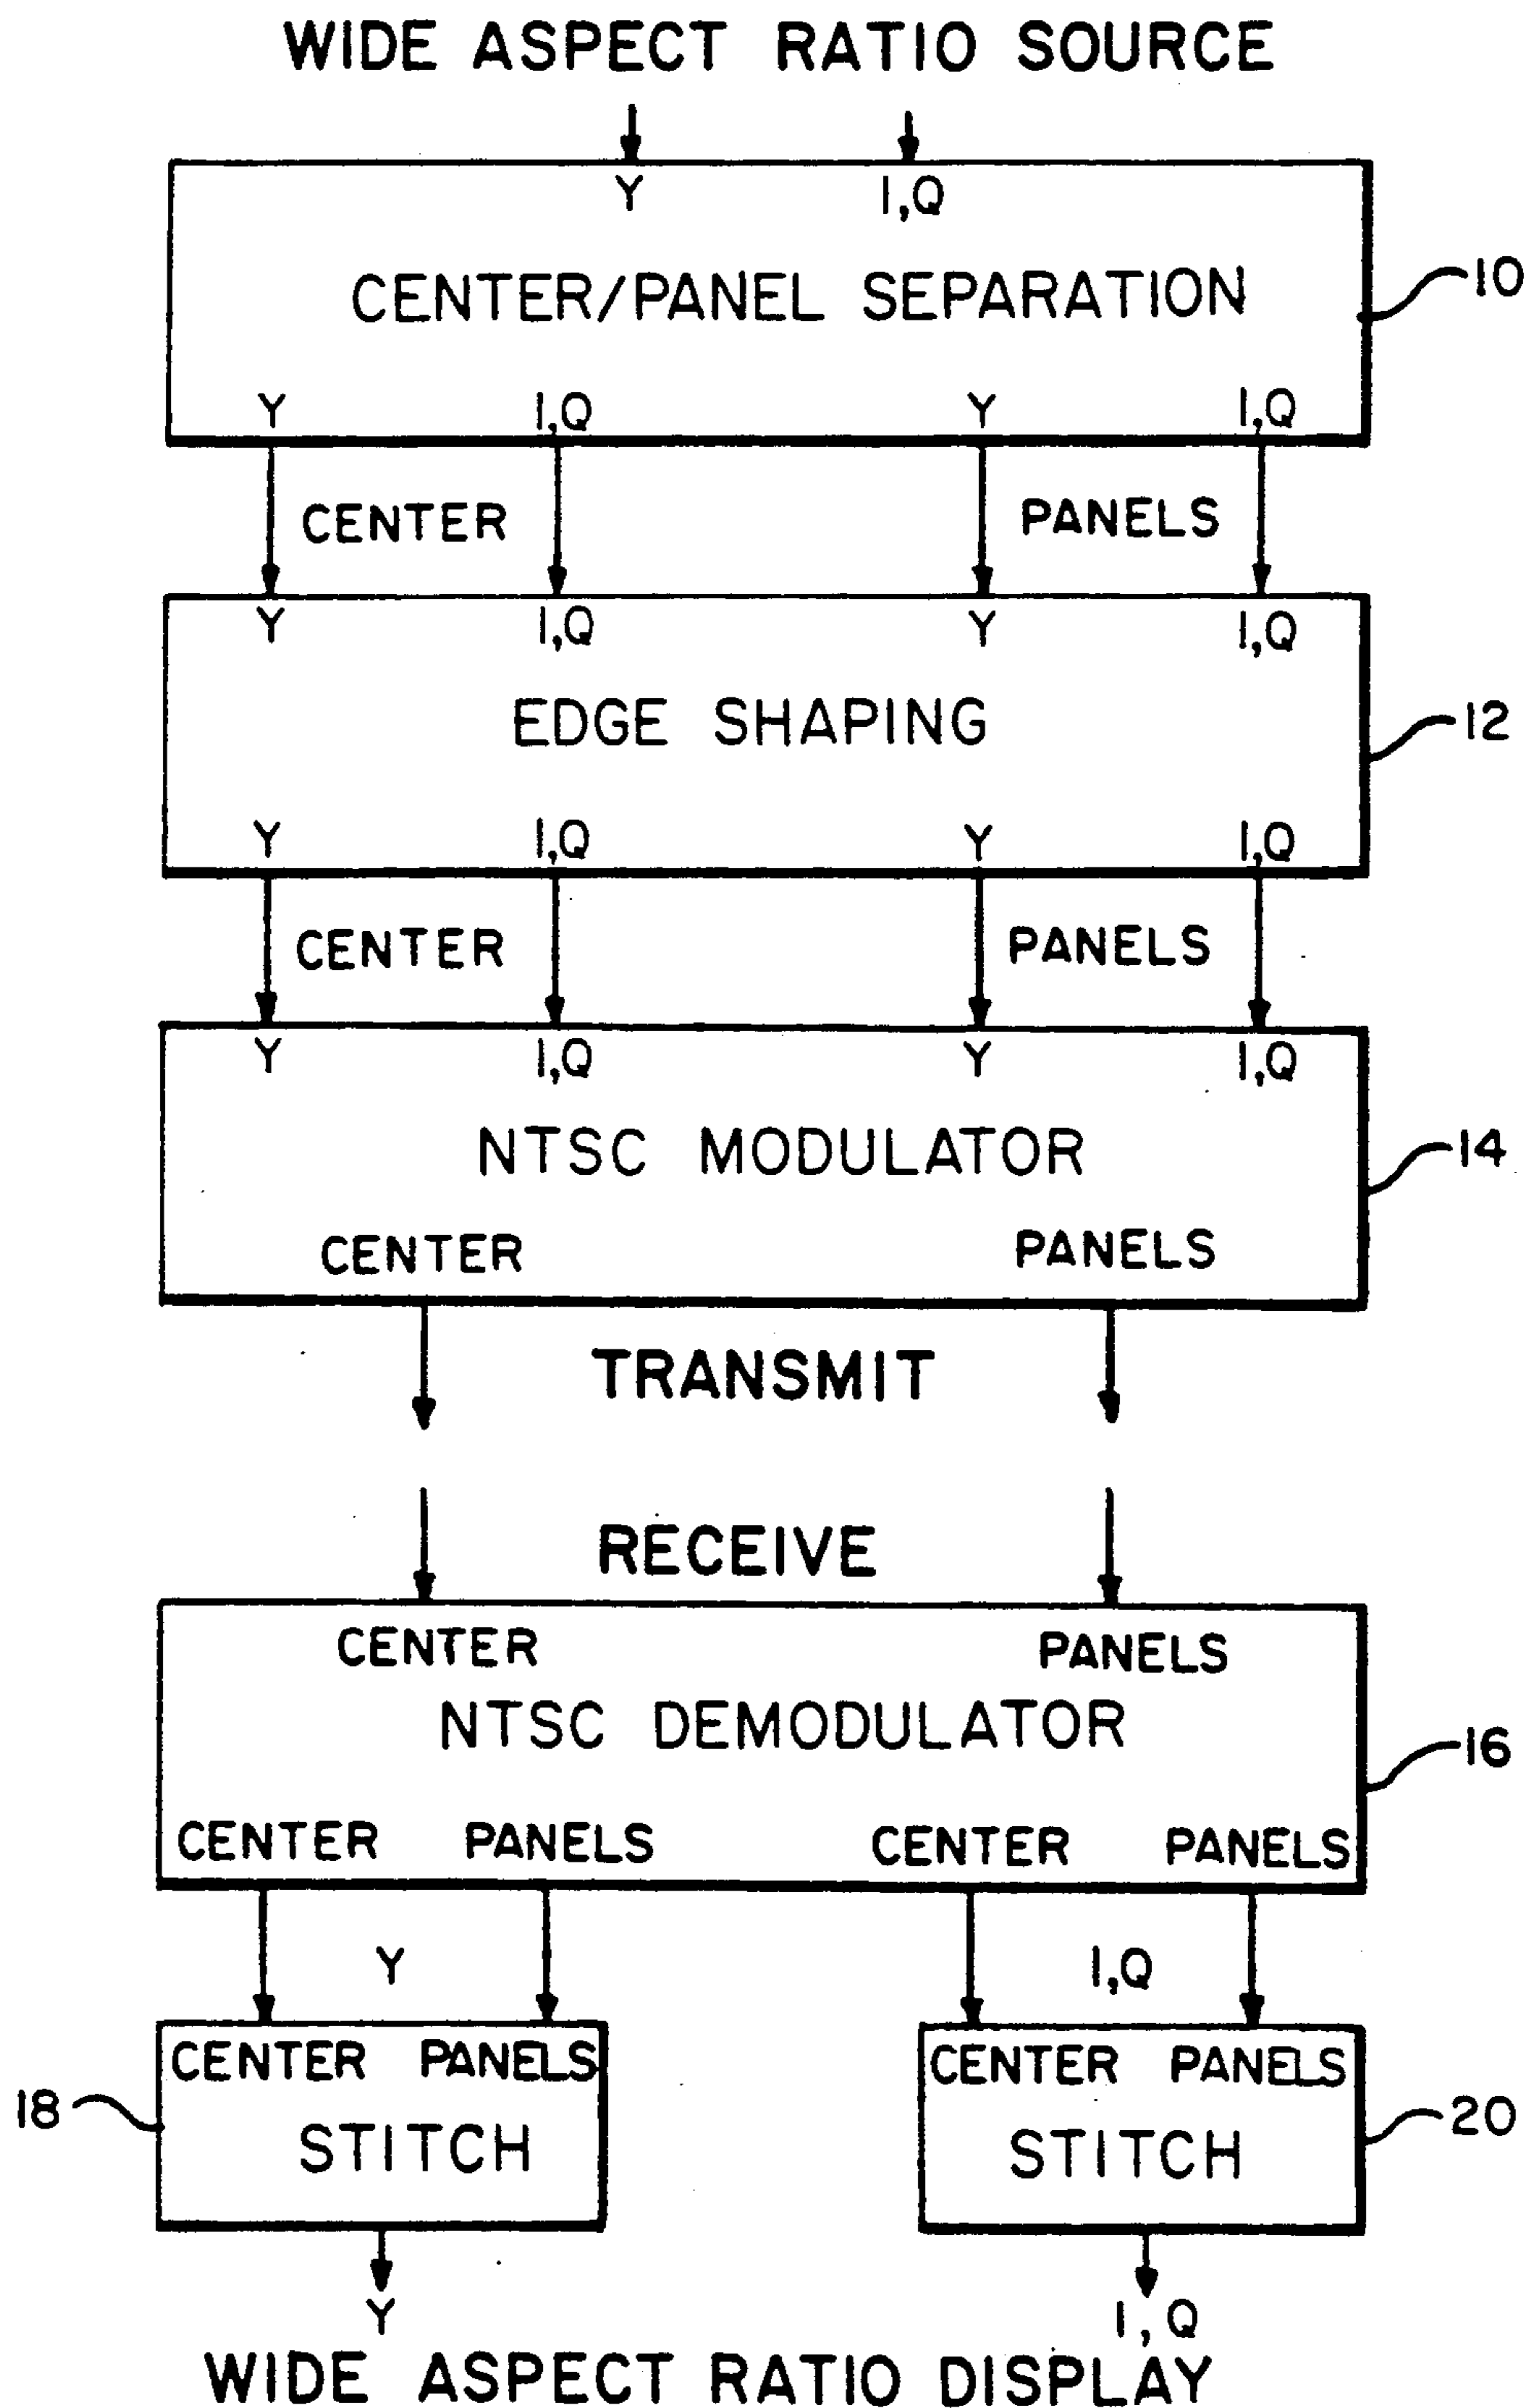 WIDE ASPECT RATIO SOURCE
Y I,Q
CENTER/PANEL SEPARATION
10
Y I,Q Y I,Q
CENTER PANELS
Y I,Q Y I,Q
EDGE SHAPING
12
Y I,Q Y I,Q
CENTER PANELS
Y I,Q Y I,Q
NTSC MODULATOR
14
CENTER PANELS
TRANSMIT
RECEIVE
CENTER PANELS
NTSC DEMODULATOR
16
CENTER PANELS CENTER PANELS
Y I,Q
CENTER PANELS CENTER PANELS
18 STITCH STITCH 20
Y I,Q
WIDE ASPECT RATIO DISPLAY